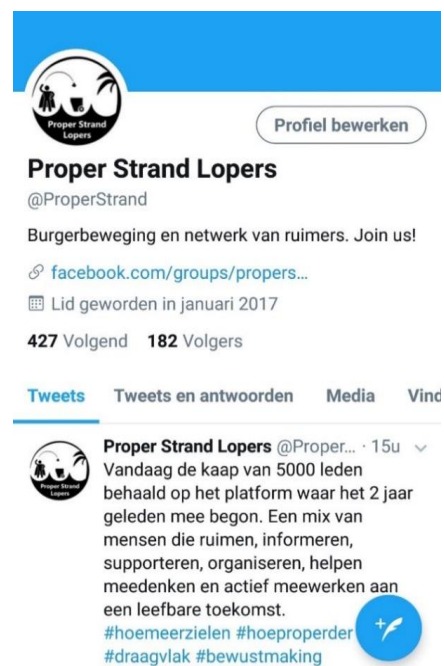 Proper Strand
Lopers
Profiel bewerken
Proper Strand Lopers
@ProperStrand
Burgerbeweging en netwerk van ruimers. Join us!
facebook.com/groups/propers...
Lid geworden in januari 2017
427 Volgend 182 Volgers
Tweets Tweets en antwoorden Media Vind
Proper Strand
Lopers
Proper Strand Lopers @Proper... · 15u
Vandaag de kaap van 5000 leden
behaald op het platform waar het 2 jaar
geleden mee begon. Een mix van
mensen die ruimen, informeren,
supporteren, organiseren, helpen
meedenken en actief meewerken aan
een leefbare toekomst.
#hoemeerzielen #hoeproperder
#draagvlak #bewustmaking